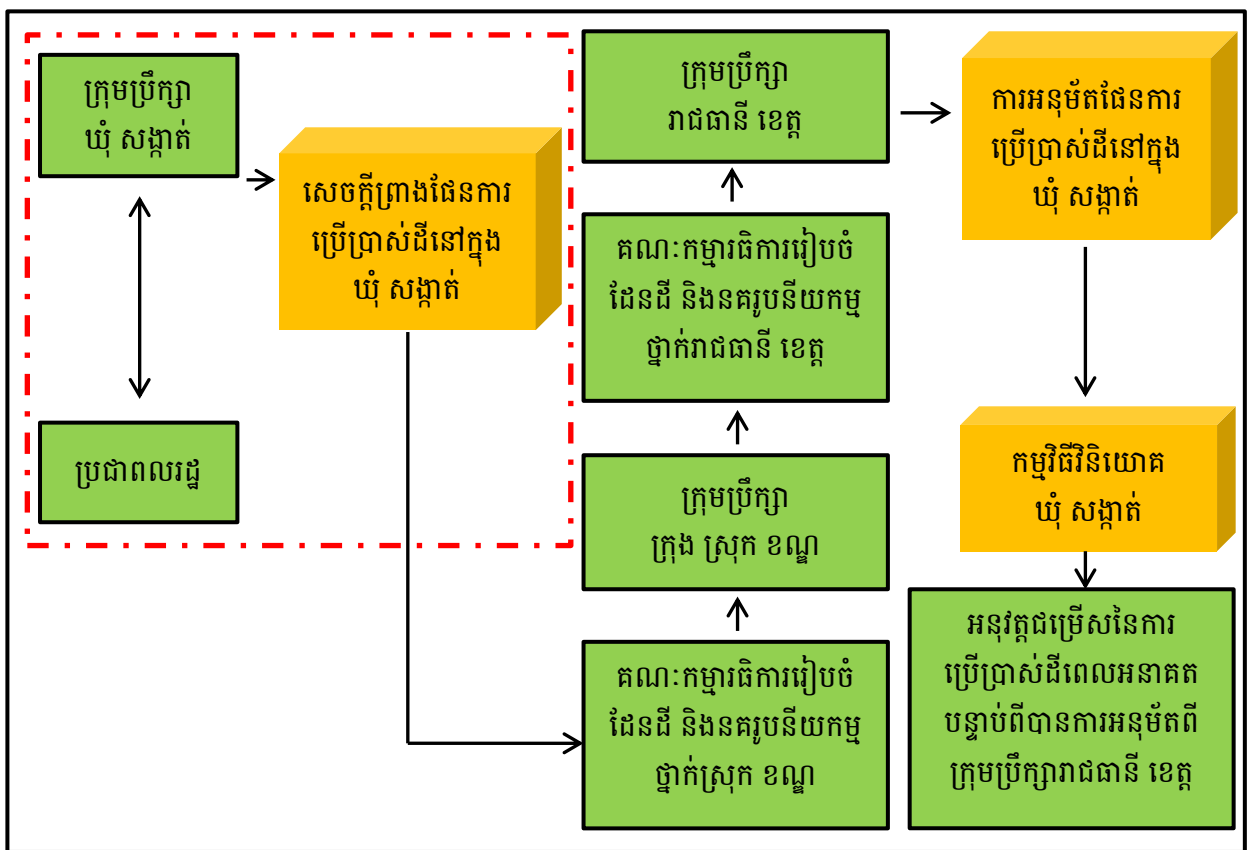 ក្រុមប្រឹក្សា
ឃុំ សង្កាត់
ប្រជាពលរដ្ឋ
សេចក្តីព្រាងផែនការ
ប្រើប្រាស់ដីនៅក្នុង
ឃុំ សង្កាត់
គណៈកម្មាធិការរៀបចំ
ដែនដី និងនគរូបនីយកម្ម
ថ្នាក់ស្រុក ខណ្ឌ
ក្រុមប្រឹក្សា
ក្រុង ស្រុក ខណ្ឌ
គណៈកម្មាធិការរៀបចំ
ដែនដី និងនគរូបនីយកម្ម
ថ្នាក់រាជធានី ខេត្ត
ក្រុមប្រឹក្សា
រាជធានី ខេត្ត
ការអនុម័តផែនការ
ប្រើប្រាស់ដីនៅក្នុង
ឃុំ សង្កាត់
កម្មវិធីវិនិយោគ
ឃុំ សង្កាត់
អនុវត្តជម្រើសនៃការ
ប្រើប្រាស់ដីពេលអនាគត
បន្ទាប់ពីបានការអនុម័តពី
ក្រុមប្រឹក្សារាជធានី ខេត្ត